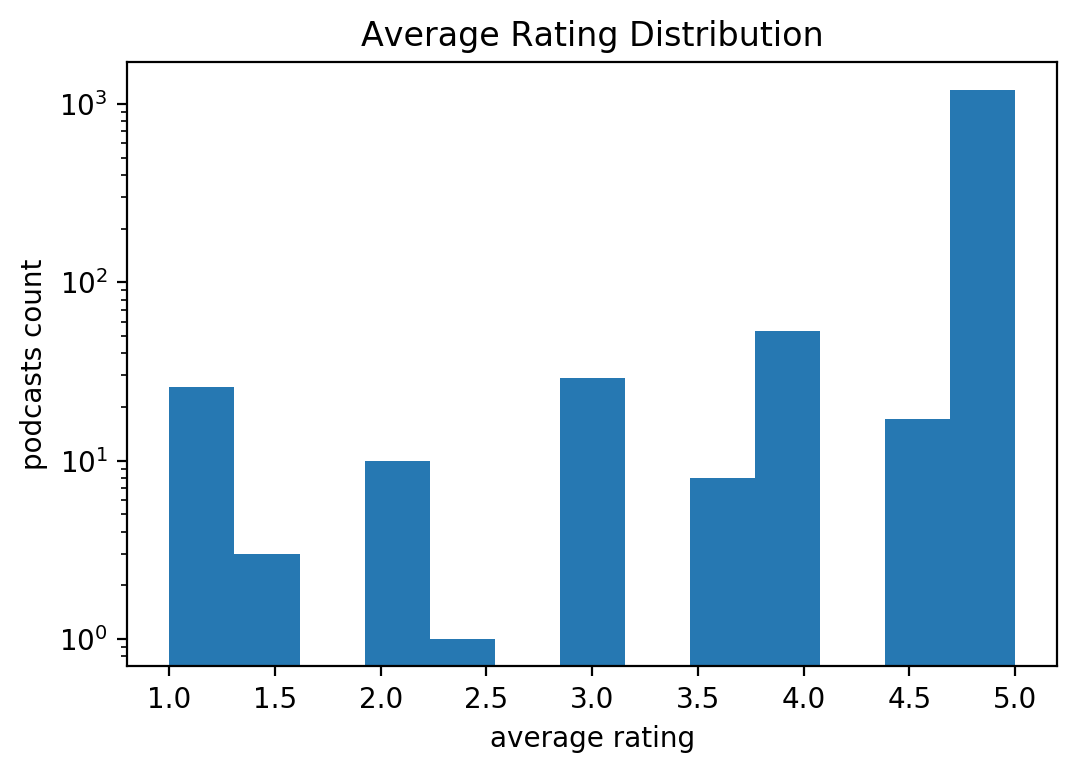 Average Rating Distribution
10³
10²
10¹
10⁰
podcasts count
1.0 1.5 2.0 2.5 3.0 3.5 4.0 4.5 5.0
average rating